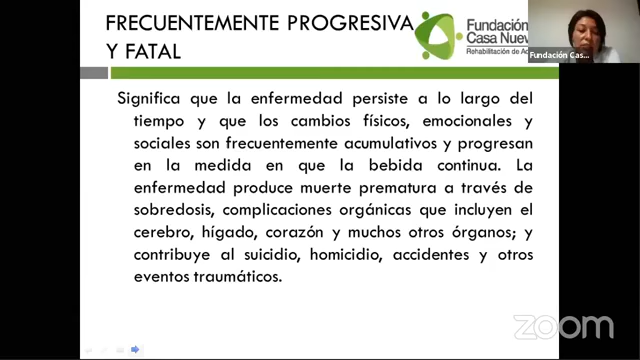 FRECUENTEMENTE PROGRESIVA
Y FATAL
Fundación
Casa Nuev
Rehabilitación de Ad
Fundación Cas...
Significa que la enfermedad persiste a lo largo del
tiempo y que los cambios físicos, emocionales y
sociales son frecuentemente acumulativos y progresan
en la medida en que la bebida continua. La
enfermedad produce muerte prematura a través de
sobredosis, complicaciones orgánicas que incluyen el
cerebro, hígado, corazón y muchos otros órganos; y
contribuye al suicidio, homicidio, accidentes y otros
eventos traumáticos.
zoom